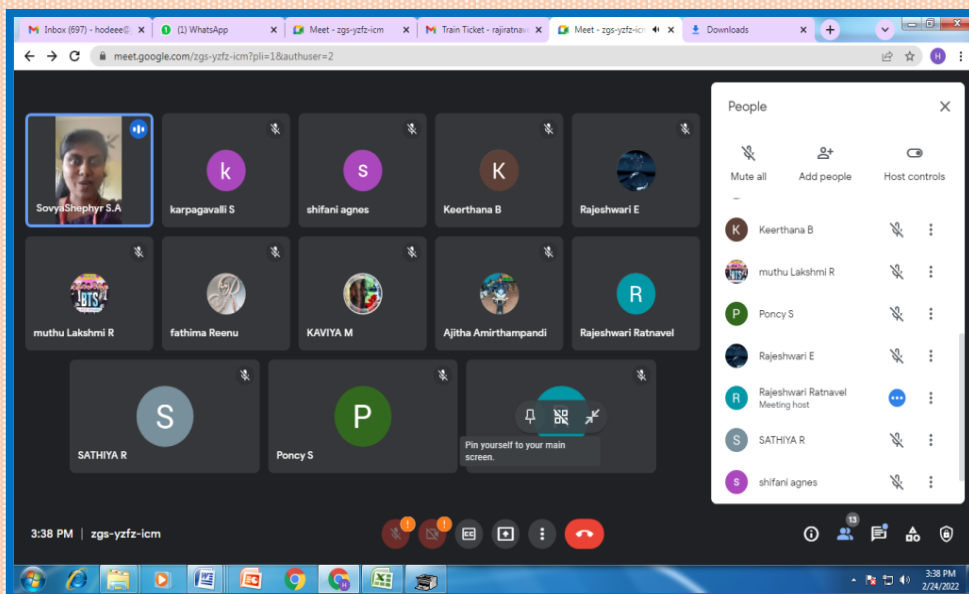 Inbox (697) - hodeee@ (1) WhatsApp Meet - zgs-yzfz-icm Train Ticket - rajiratnav Meet - zgs-yzfz-icm Downloads
meet.google.com/zgs-yzfz-icm?pli=1&authuser=2 H
SovyaShephyr S.A
k
karpagavalli S
s
shifani agnes
K
Keerthana B
Rajeshwari E
BTS
muthu Lakshmi R
fathima Reenu
KAVIYA M
Ajitha Amirthampandi
R
Rajeshwari Ratnavel
S
SATHIYA R
P
Poncy S
Pin yourself to your main
screen.
People
Mute all Add people Host controls
K Keerthana B
muthu Lakshmi R
P Poncy S
Rajeshwari E
R Rajeshwari Ratnavel
Meeting host
S SATHIYA R
s shifani agnes
3:38 PM | zgs-yzfz-icm
13
3:38 PM
2/24/2022